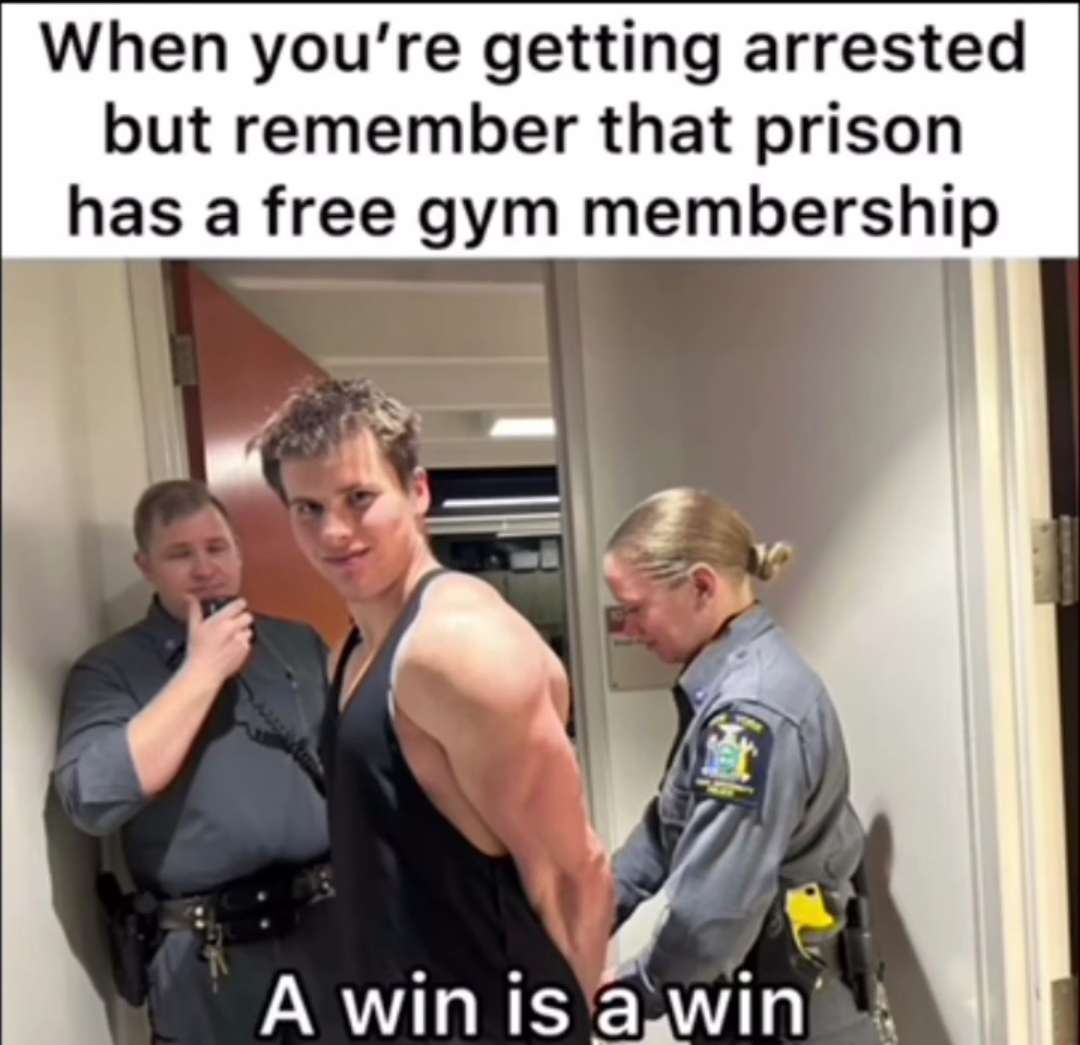 When you're getting arrested
but remember that prison
has a free gym membership
A win is a win